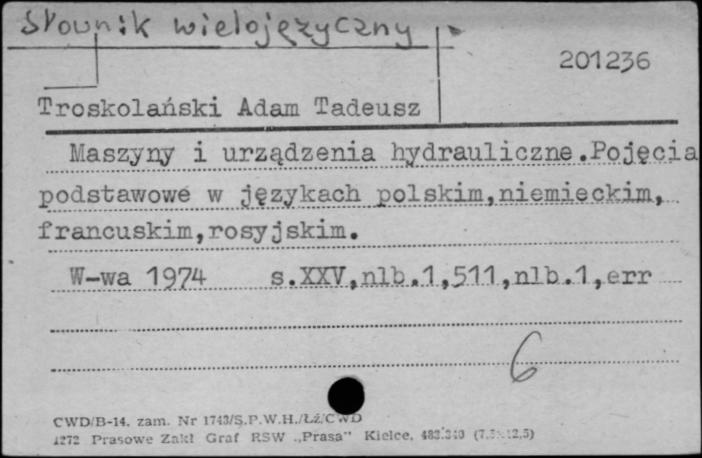 Słownik wielojęzyczny
201236
Troskolański Adam Tadeusz
Maszyny i urządzenia hydrauliczne.Pojęcia
podstawowe w językach polskim,niemieckim,
francuskim,rosyjskim.
W-wa 1974 s.XXV,nlb.1,511,nlb.1,err
6
CWD/B-14. zam. Nr 1743/S.P.W.H./Łź/CWD
1272 Prasowe Zakł Graf RSW „Prasa" Kielce.